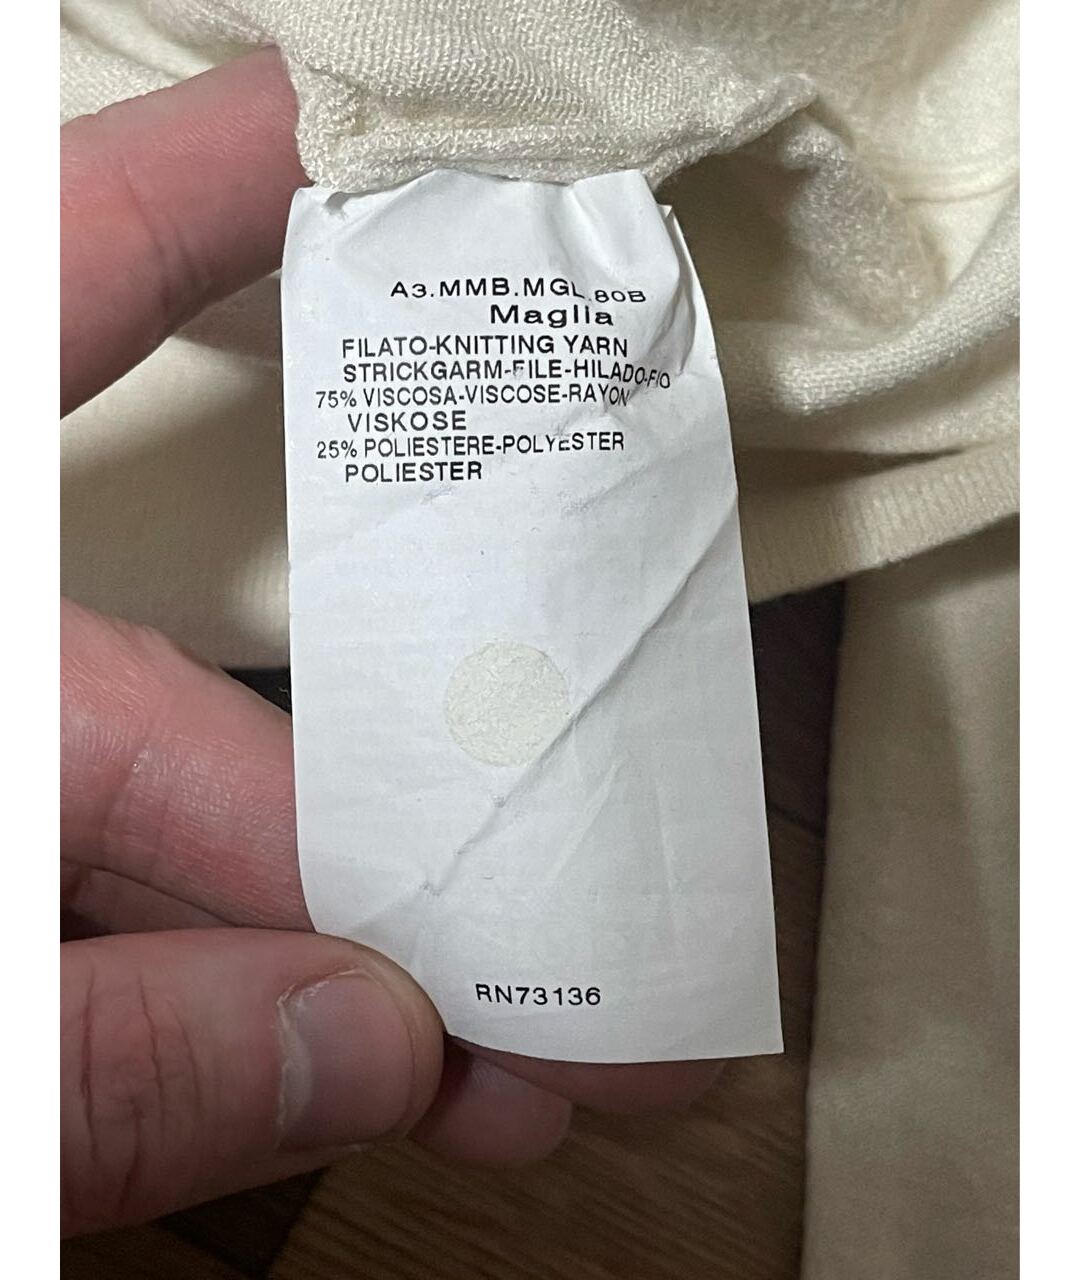 A3.MMB.MGL.80B
Maglia
FILATO-KNITTING YARN
STRICKGARM-FILE-HILADO-FIO
75% VISCOSA-VISCOSE-RAYON
VISKOSE
25% POLIESTERE-POLYESTER
POLIESTER
RN73136